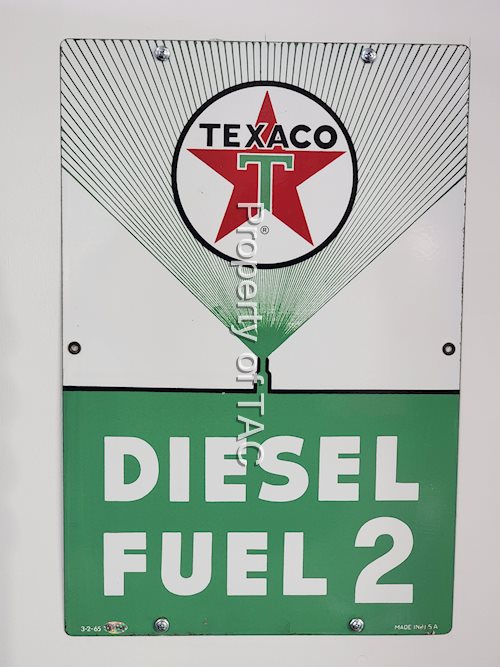 TEXACO
T
®
Property of TAC
DIESEL
FUEL 2
3-2-65
MADE IN U.S.A